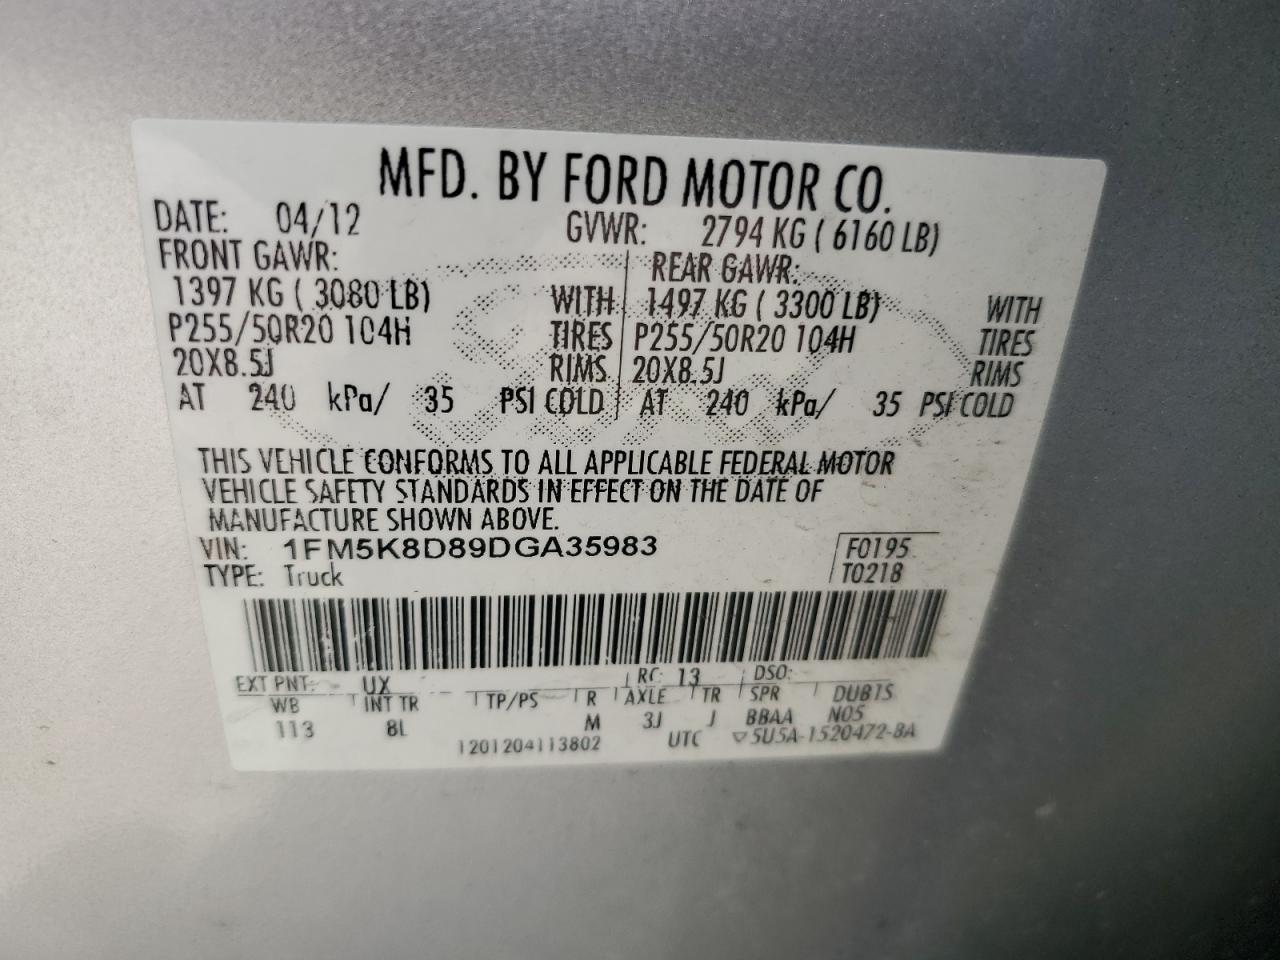 MFD. BY FORD MOTOR CO.
DATE: 04/12 GVWR: 2794 KG ( 6160 LB)
FRONT GAWR: REAR GAWR:
1397 KG ( 3080 LB) WITH 1497 KG ( 3300 LB) WITH
P255/50R20 104H TIRES P255/50R20 104H TIRES
20X8.5J RIMS 20X8.5J RIMS
AT 240 kPa/ 35 PSI COLD AT 240 kPa/ 35 PSI COLD
THIS VEHICLE CONFORMS TO ALL APPLICABLE FEDERAL MOTOR
VEHICLE SAFETY STANDARDS IN EFFECT ON THE DATE OF
MANUFACTURE SHOWN ABOVE.
VIN: 1FM5K8D89DGA35983 F0195
TYPE: Truck T0218
EXT PNT: UX RC: 13 DSO:
WB INT TR TP/PS R AXLE TR SPR DUBIS
113 8L M 3J J BBAA N05
1201204113802 UTC ▽5U5A-1520472-BA